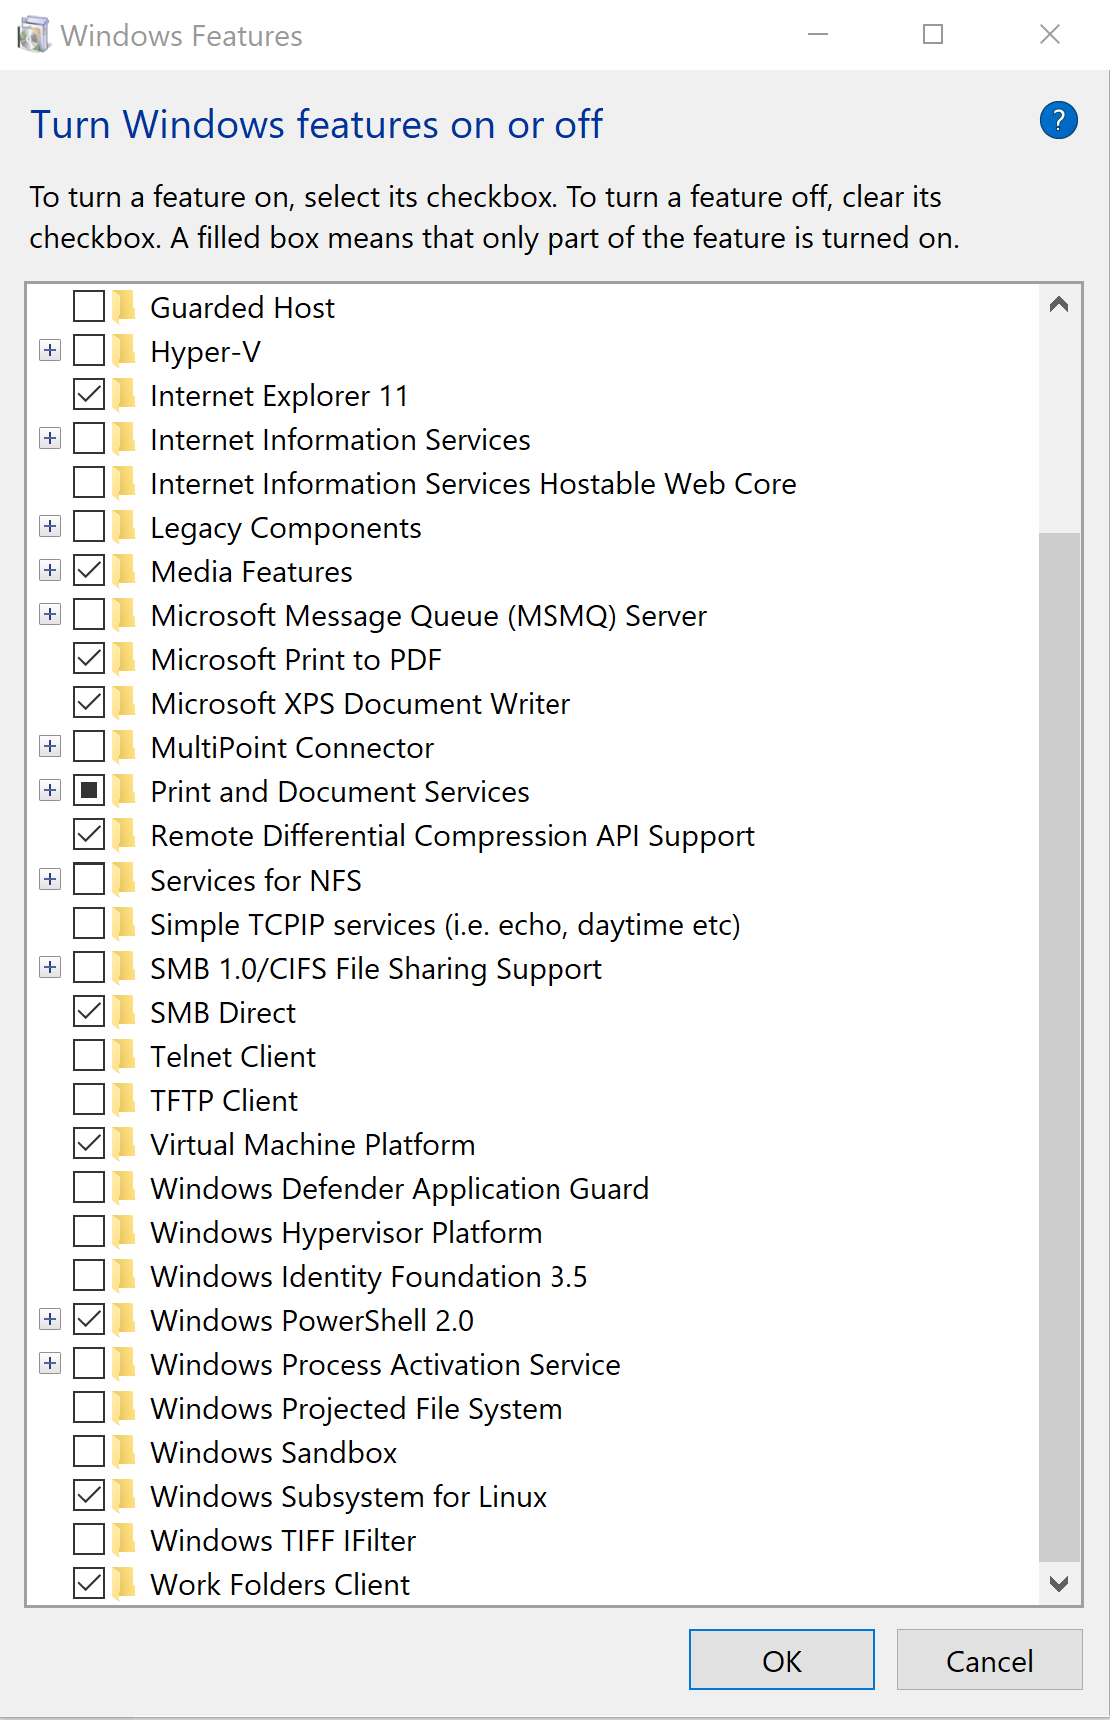 Windows Features
Turn Windows features on or off
?
To turn a feature on, select its checkbox. To turn a feature off, clear its
checkbox. A filled box means that only part of the feature is turned on.
Guarded Host
Hyper-V
Internet Explorer 11
Internet Information Services
Internet Information Services Hostable Web Core
Legacy Components
Media Features
Microsoft Message Queue (MSMQ) Server
Microsoft Print to PDF
Microsoft XPS Document Writer
MultiPoint Connector
Print and Document Services
Remote Differential Compression API Support
Services for NFS
Simple TCPIP services (i.e. echo, daytime etc)
SMB 1.0/CIFS File Sharing Support
SMB Direct
Telnet Client
TFTP Client
Virtual Machine Platform
Windows Defender Application Guard
Windows Hypervisor Platform
Windows Identity Foundation 3.5
Windows PowerShell 2.0
Windows Process Activation Service
Windows Projected File System
Windows Sandbox
Windows Subsystem for Linux
Windows TIFF IFilter
Work Folders Client
OK Cancel